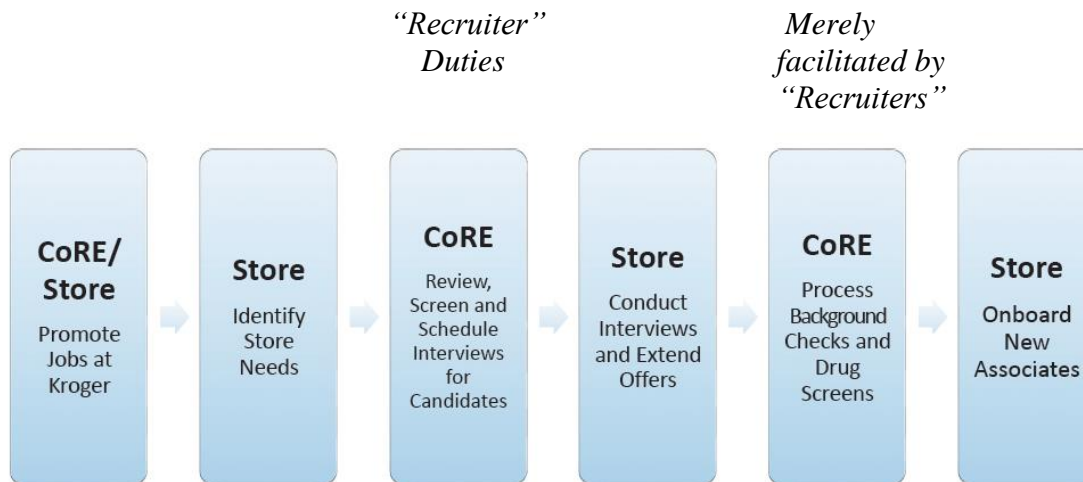 “Recruiter”
Duties
Merely
facilitated by
“Recruiters”
CoRE/
Store
Promote
Jobs at
Kroger
Store
Identify
Store
Needs
CoRE
Review,
Screen and
Schedule
Interviews
for
Candidates
Store
Conduct
Interviews
and Extend
Offers
CoRE
Process
Background
Checks and
Drug
Screens
Store
Onboard
New
Associates